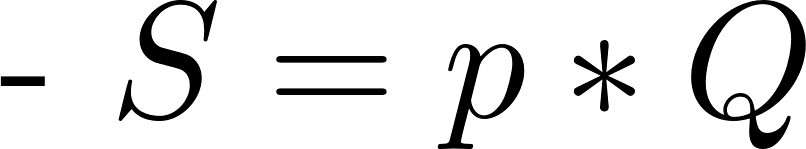 - S = p * Q